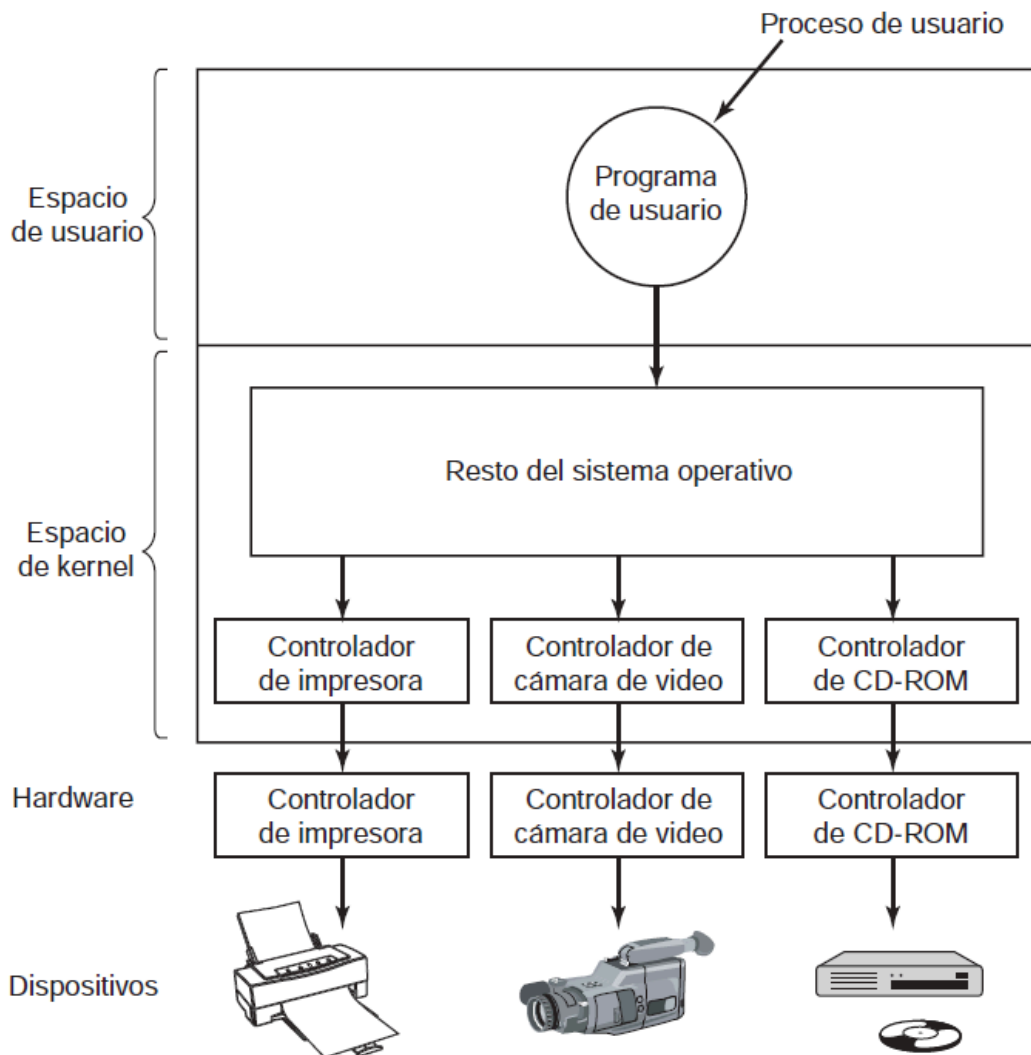 Proceso de usuario
Programa
de usuario
Espacio
de usuario
Resto del sistema operativo
Espacio
de kernel
Controlador
de impresora
Controlador de
cámara de video
Controlador
de CD-ROM
Hardware
Controlador
de impresora
Controlador de
cámara de video
Controlador
de CD-ROM
Dispositivos